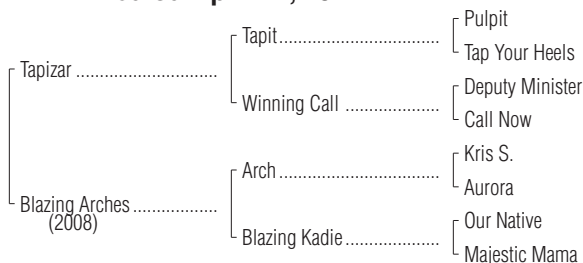 Pulpit
Tapit
Tap Your Heels
Tapizar
Deputy Minister
Winning Call
Call Now
Kris S.
Arch
Aurora
Blazing Arches
(2008)
Our Native
Blazing Kadie
Majestic Mama